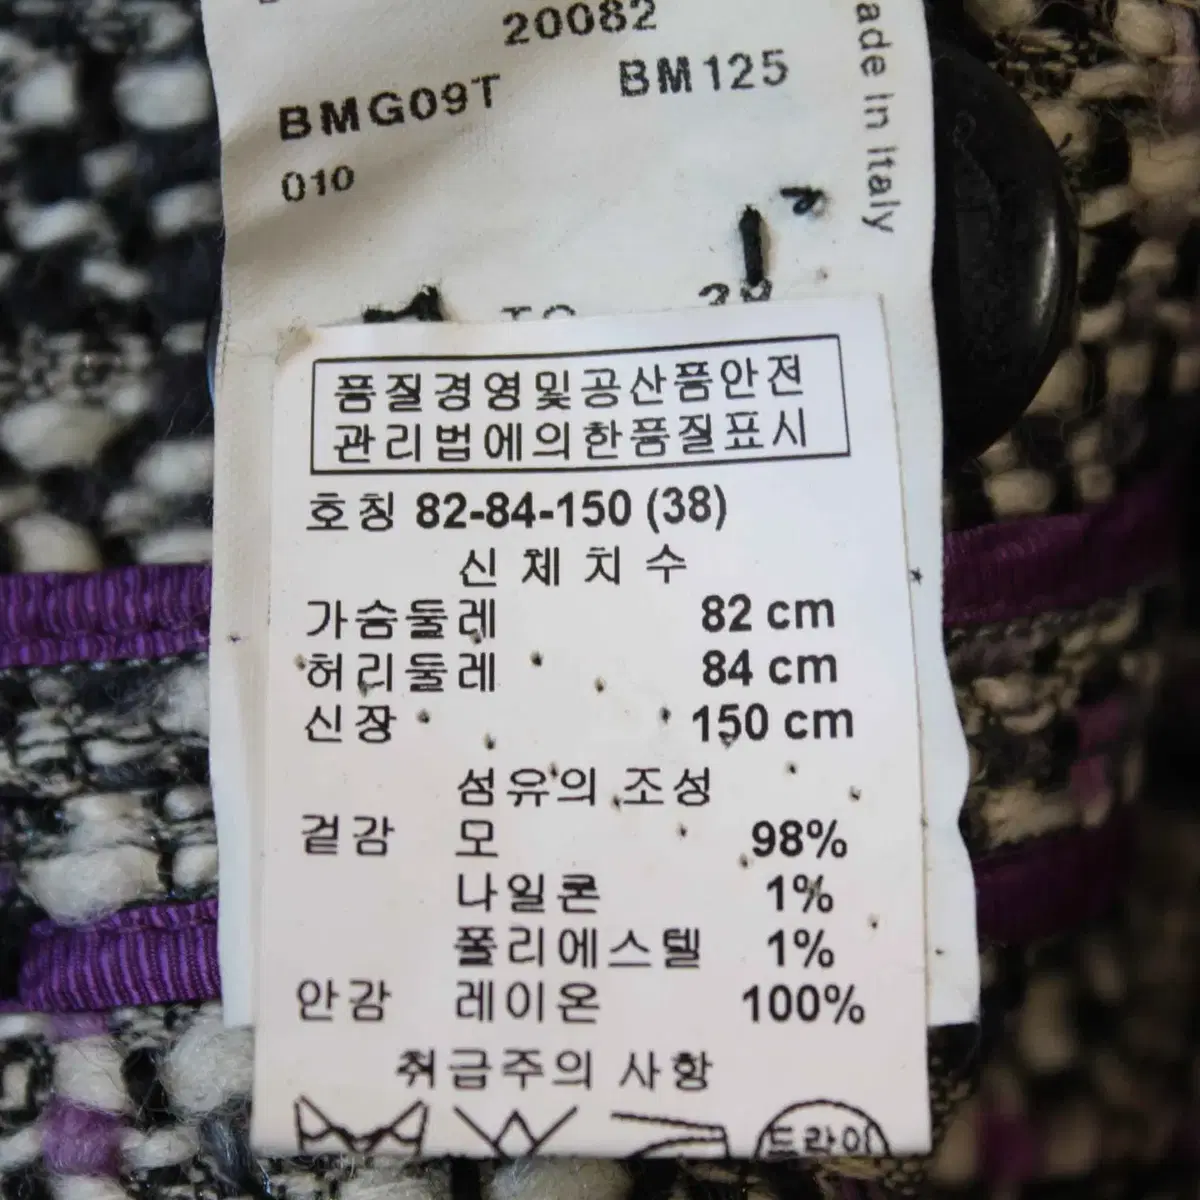 20082
BMG09T BM125
010
ade in Italy
38
품질경영및공산품안전
관리법에의한품질표시
호칭 82-84-150 (38)
신체치수
가슴둘레 82 cm
허리둘레 84 cm
신장 150 cm
섬유의 조성
겉감 모 98%
나일론 1%
폴리에스텔 1%
안감 레이온 100%
취급주의 사항
드라이